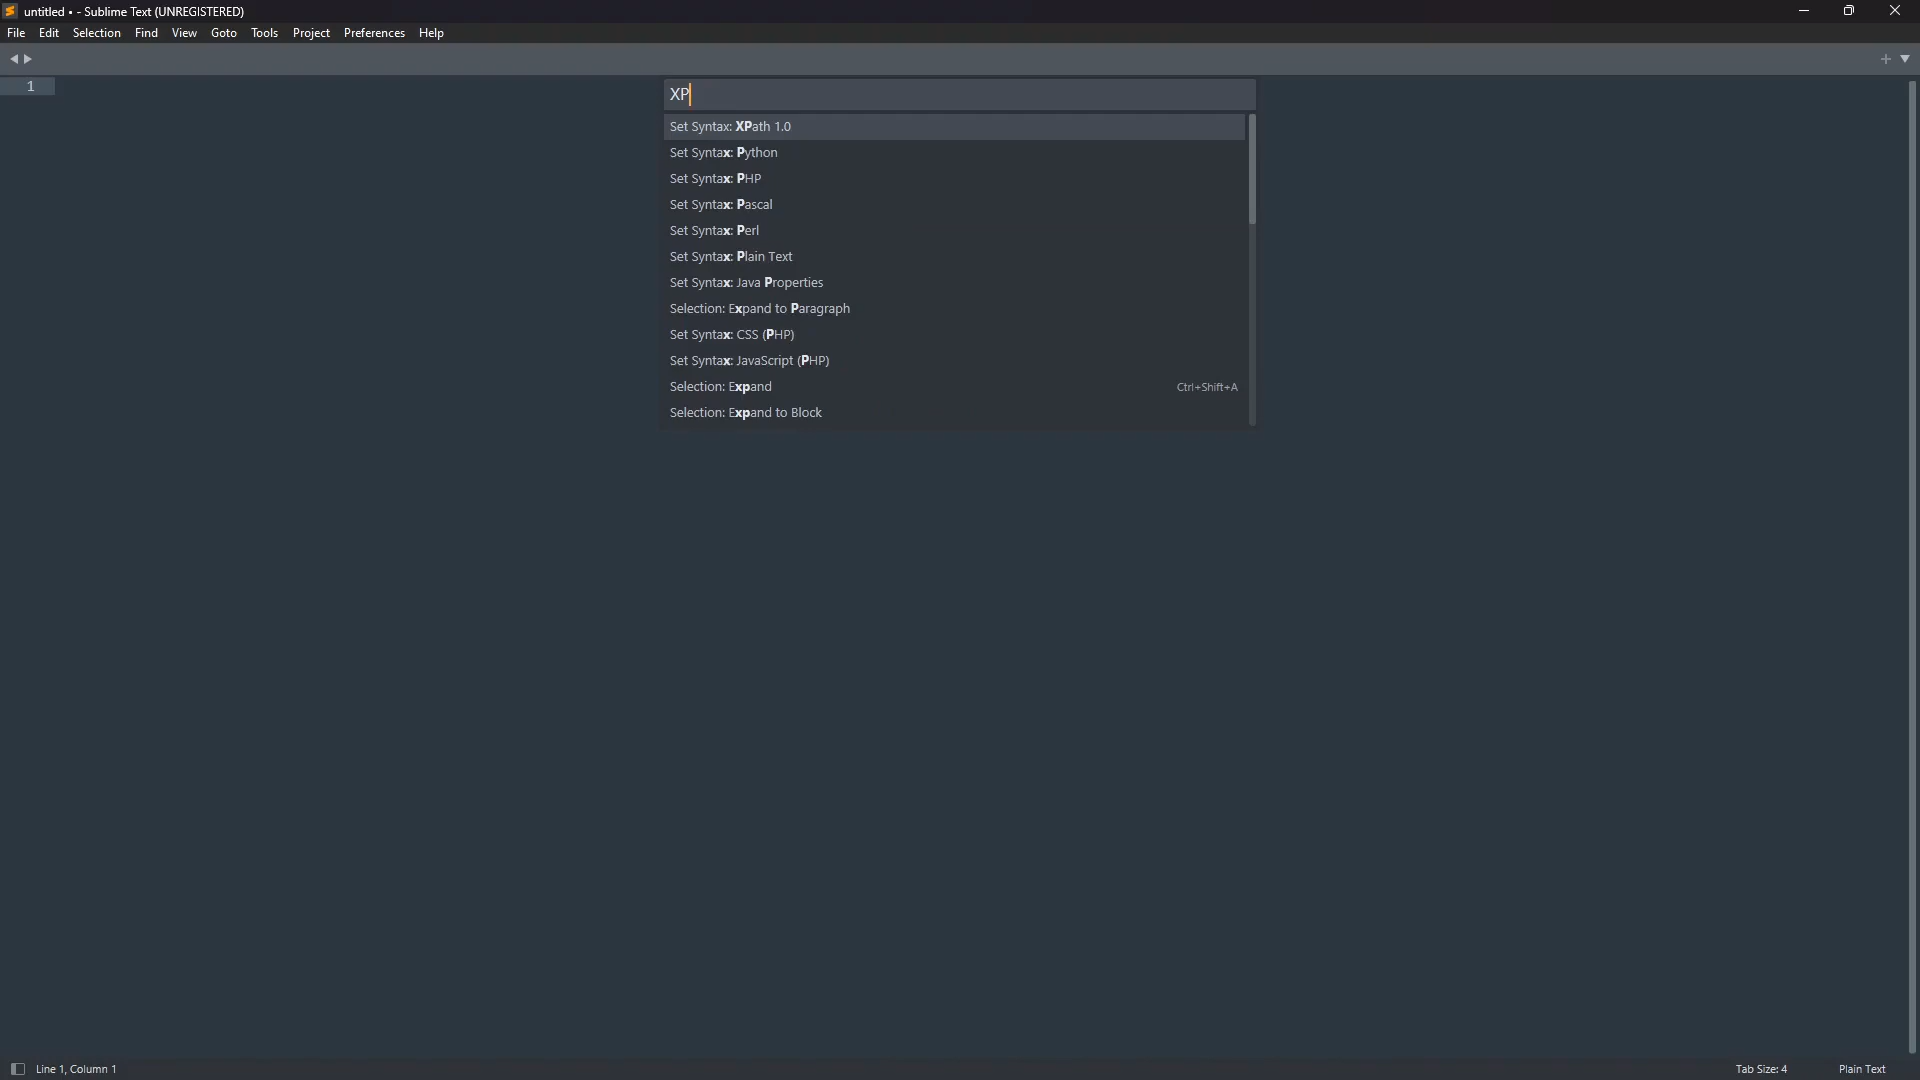 untitled • - Sublime Text (UNREGISTERED)
File Edit Selection Find View Goto Tools Project Preferences Help
1
XP
Set Syntax: XPath 1.0
Set Syntax: Python
Set Syntax: PHP
Set Syntax: Pascal
Set Syntax: Perl
Set Syntax: Plain Text
Set Syntax: Java Properties
Selection: Expand to Paragraph
Set Syntax: CSS (PHP)
Set Syntax: JavaScript (PHP)
Selection: Expand Ctrl+Shift+A
Selection: Expand to Block
Line 1, Column 1 Tab Size: 4 Plain Text